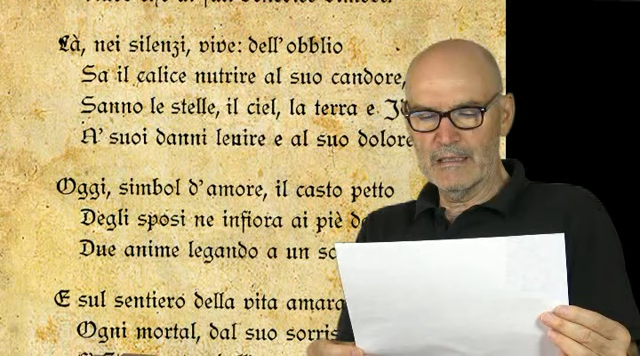 Là, nei silenzi, vive: dell'obblio
Sa il calice nutrire al suo candore,
Sanno le stelle, il ciel, la terra e
A' suoi danni lenire e al suo dolore
Oggi, simbol d'amore, il casto petto
Degli sposi ne infiora ai piè
Due anime legando a un
E sul sentiero della vita amara
Ogni mortal, dal suo